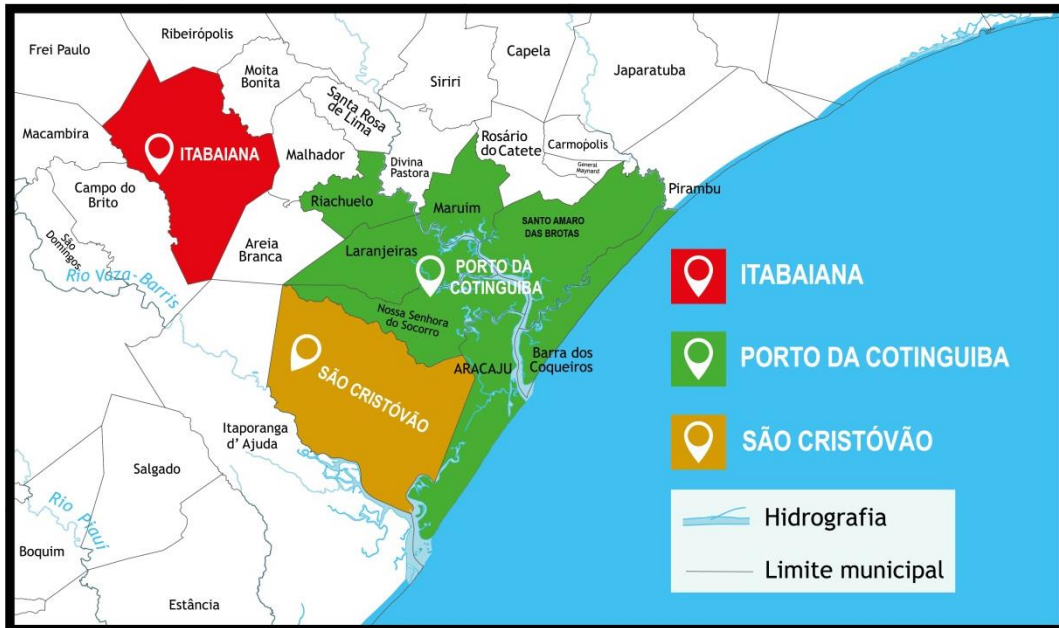 Frei Paulo
Ribeirópolis
Capela
Moita
Bonita
Siriri
Japaratuba
Santa Rosa
de Lima
Macambira
ITABAIANA
Malhador
Divina
Pastora
Rosário
do Catete
Carmópolis
General
Maynard
Campo do
Brito
Riachuelo
Maruim
Pirambu
São
Domingos
Areia
Branca
SANTO AMARO
DAS BROTAS
Laranjeiras
Rio Vaza-Barris
PORTO DA
COTINGUIBA
Nossa Senhora
do Socorro
ARACAJU
Barra dos
Coqueiros
SÃO CRISTÓVÃO
Itaporanga
d' Ajuda
Salgado
Rio Piauí
Boquim
Estância
ITABAIANA
PORTO DA COTINGUIBA
SÃO CRISTÓVÃO
Hidrografia
Limite municipal